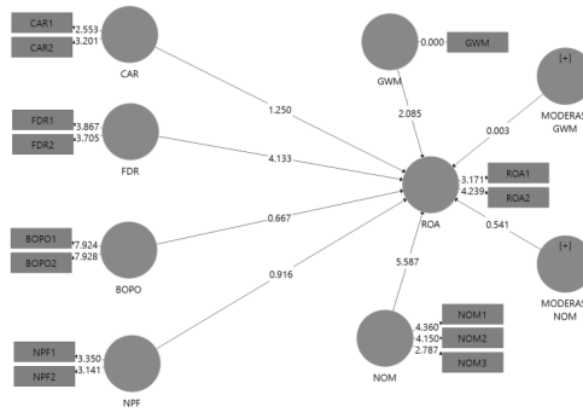 CAR1
2.553
CAR2
3.201
CAR
FDR1
3.867
FDR2
3.705
FDR
BOPO1
7.924
BOPO2
7.928
BOPO
NPF1
3.350
NPF2
3.141
NPF
1.250
4.133
0.667
0.916
GWM
0.000
GWM
2.085
[+]
MODERAS
GWM
0.003
ROA
3.171
ROA1
4.239
ROA2
0.541
[+]
MODERAS
NOM
5.587
NOM
4.360
NOM1
4.150
NOM2
2.787
NOM3